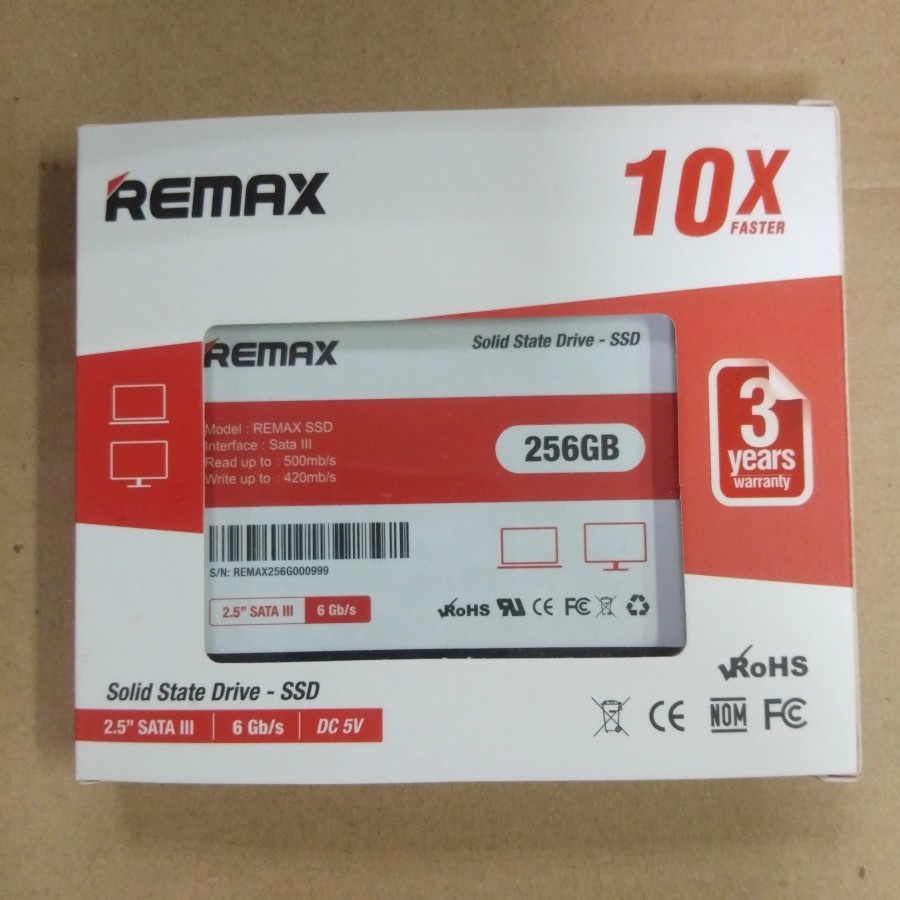 REMAX
10X
FASTER
REMAX
Solid State Drive - SSD
Model : REMAX SSD
Interface : Sata III
Read up to : 500mb/s
Write up to : 420mb/s
256GB
3
years
warranty
S/N: REMAX256G000999
2.5” SATA III 6 Gb/s
RoHS UR CE FC
RoHS
Solid State Drive - SSD
2.5” SATA III 6 Gb/s DC 5V
CE NOM FC